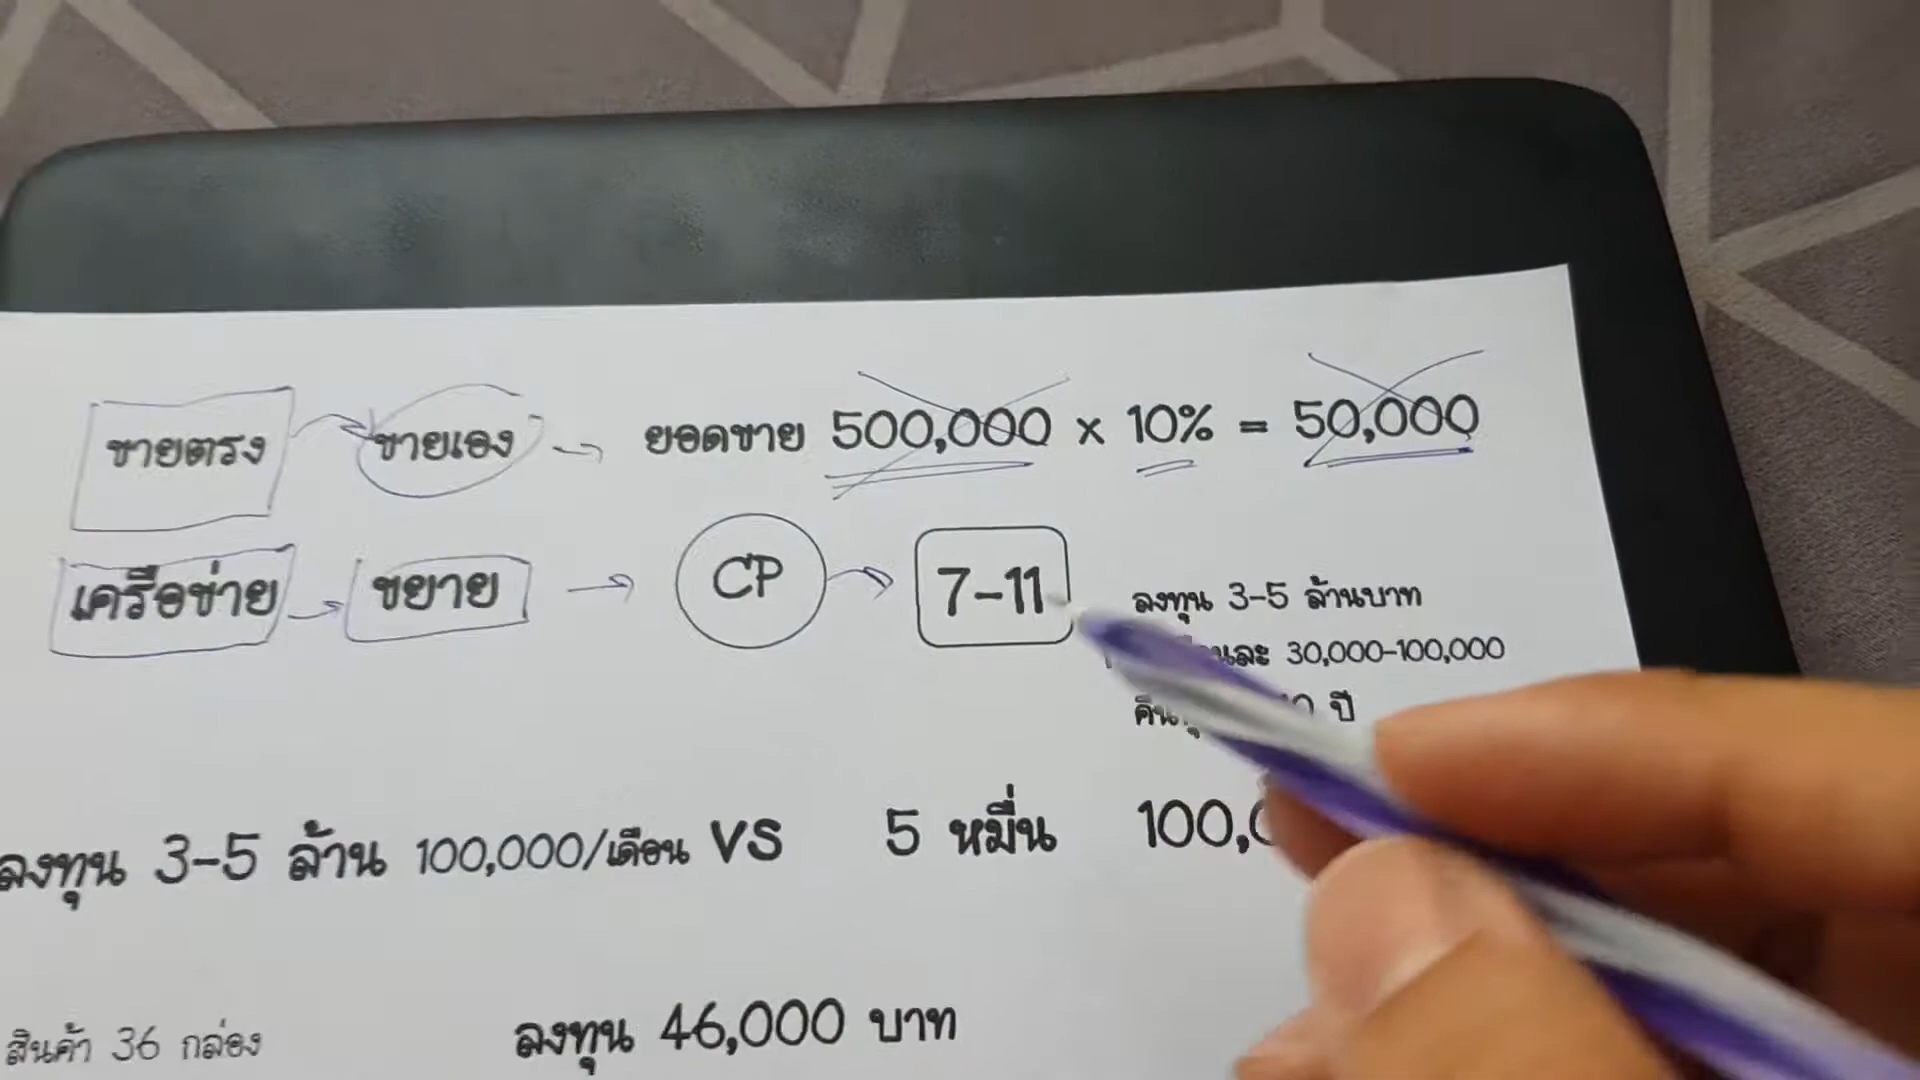 ขายตรง ขายเอง ยอดขาย 500,000 x 10% = 50,000
เครือข่าย ขยาย CP 7-11
ลงทุน 3-5 ล้านบาท
30,000-100,000
ปี
ลงทุน 3-5 ล้าน 100,000/เดือน VS 5 หมื่น
สินค้า 36 กล่อง ลงทุน 46,000 บาท